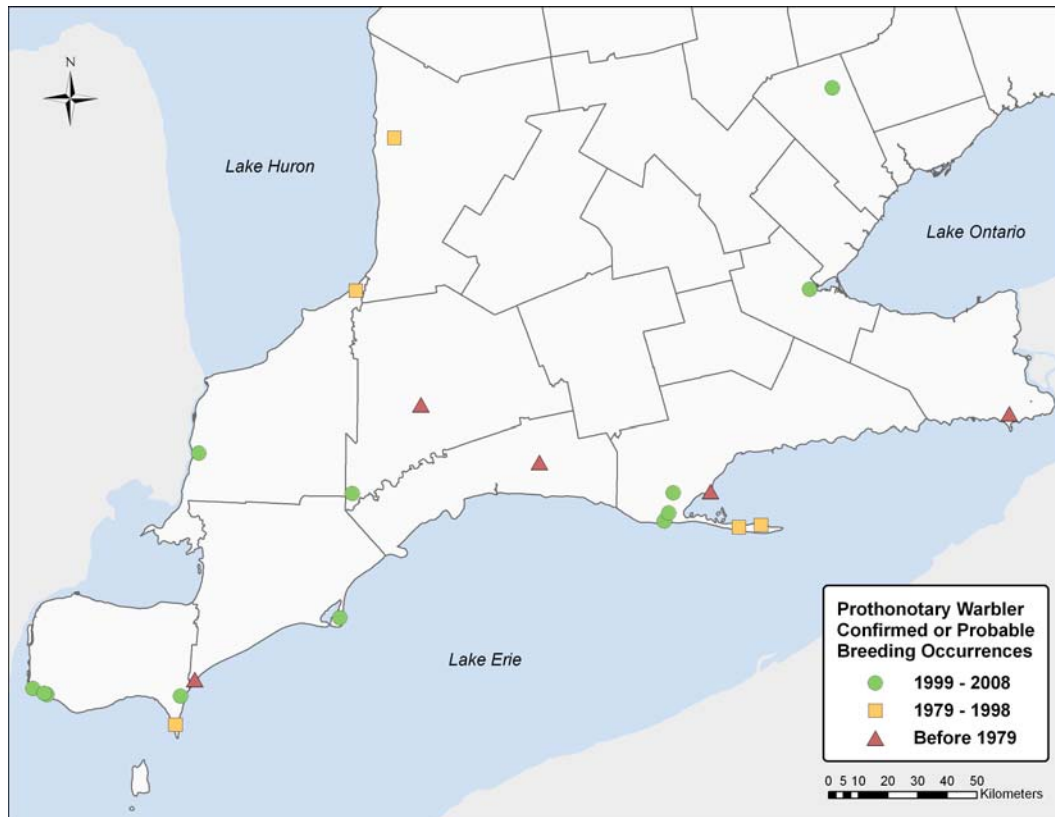 N
Lake Huron
Lake Ontario
Lake Erie
Prothonotary Warbler
Confirmed or Probable
Breeding Occurrences
1999 - 2008
1979 - 1998
Before 1979
0 5 10 20 30 40 50
Kilometers